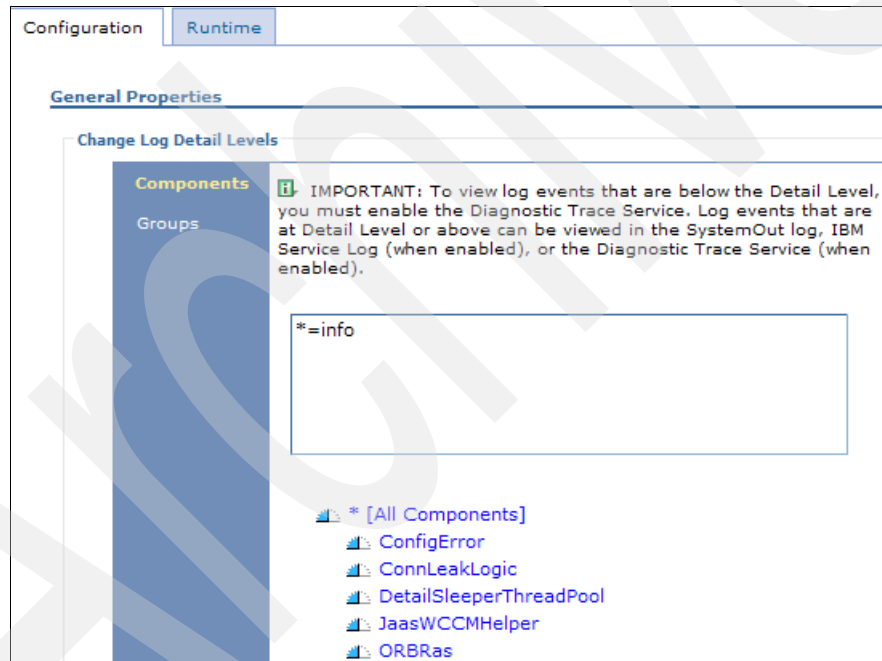 Configuration Runtime
General Properties
Change Log Detail Levels
Components
Groups
IMPORTANT: To view log events that are below the Detail Level,
you must enable the Diagnostic Trace Service. Log events that are
at Detail Level or above can be viewed in the SystemOut log, IBM
Service Log (when enabled), or the Diagnostic Trace Service (when
enabled).
*=info
* [All Components]
ConfigError
ConnLeakLogic
DetailSleeperThreadPool
JaasWCCMHelper
ORBRas